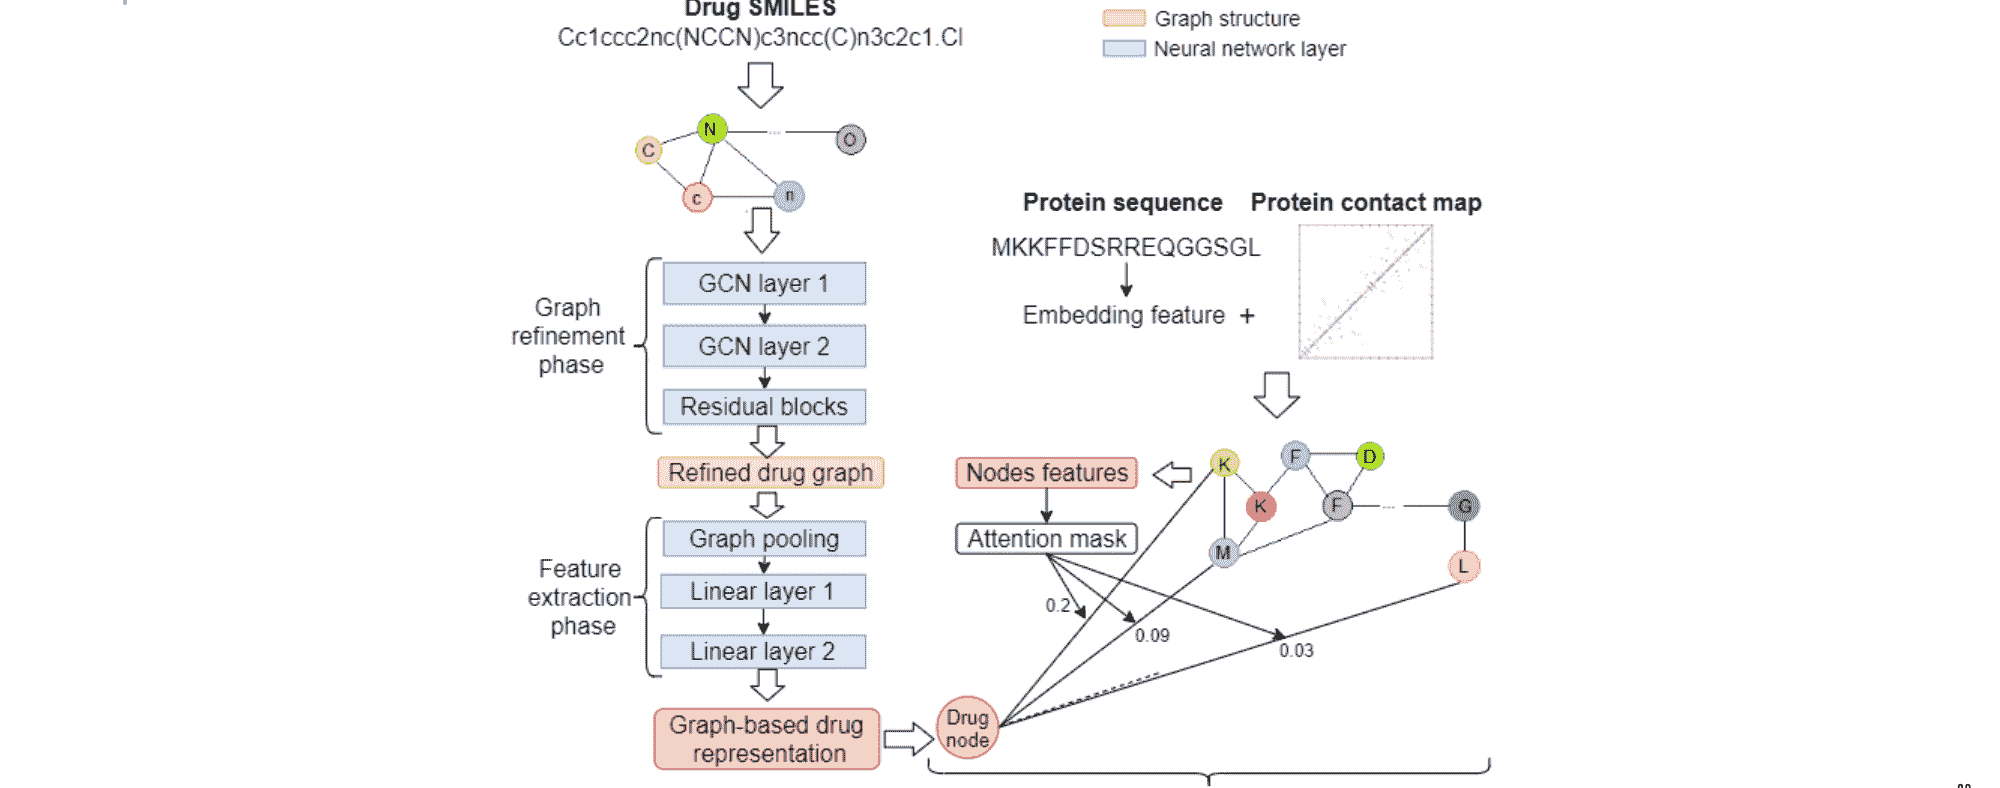 Drug SMILES
Cc1ccc2nc(NCCN)c3ncc(C)n3c2c1.Cl
Graph structure
Neural network layer
C
N
...
O
c
n
Graph
refinement
phase
GCN layer 1
GCN layer 2
Residual blocks
Refined drug graph
Feature
extraction
phase
Graph pooling
Linear layer 1
Linear layer 2
Graph-based drug
representation
Protein sequence
MKKFFDSRREQGGSGL
Embedding feature +
Protein contact map
Nodes features
Attention mask
K
F
D
K
F
...
G
M
L
0.2
0.09
0.03
Drug
node